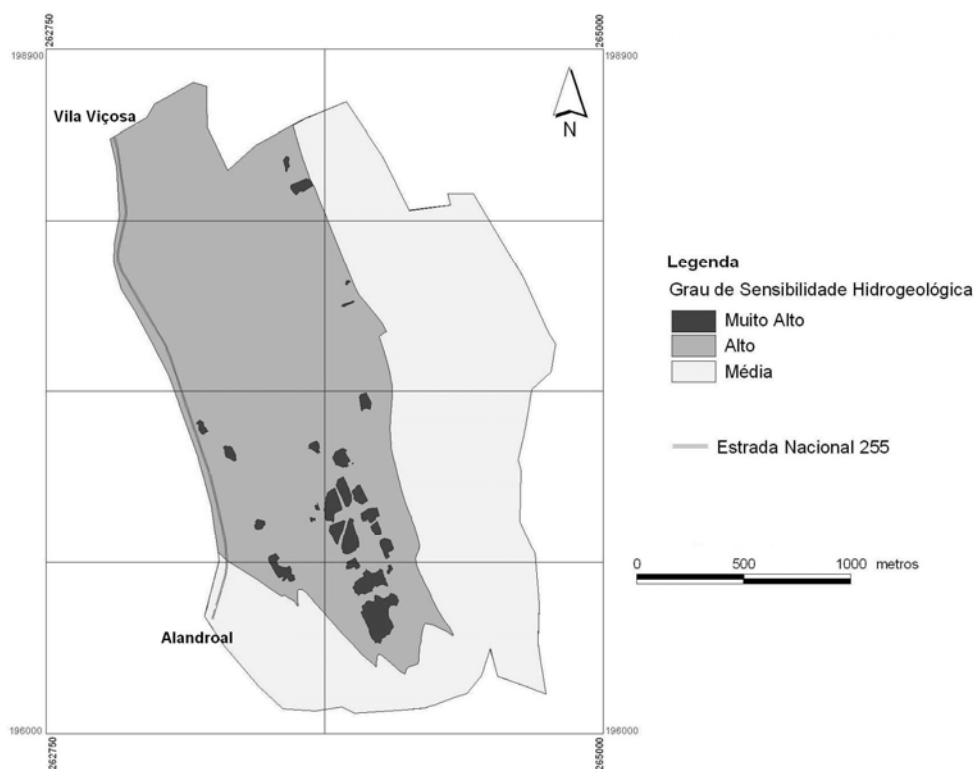 262750
265000
198900
198900
Vila Viçosa
N
Legenda
Grau de Sensibilidade Hidrogeológica
Muito Alto
Alto
Média
Estrada Nacional 255
0 500 1000 metros
Alandroal
196000
196000
262750
265000